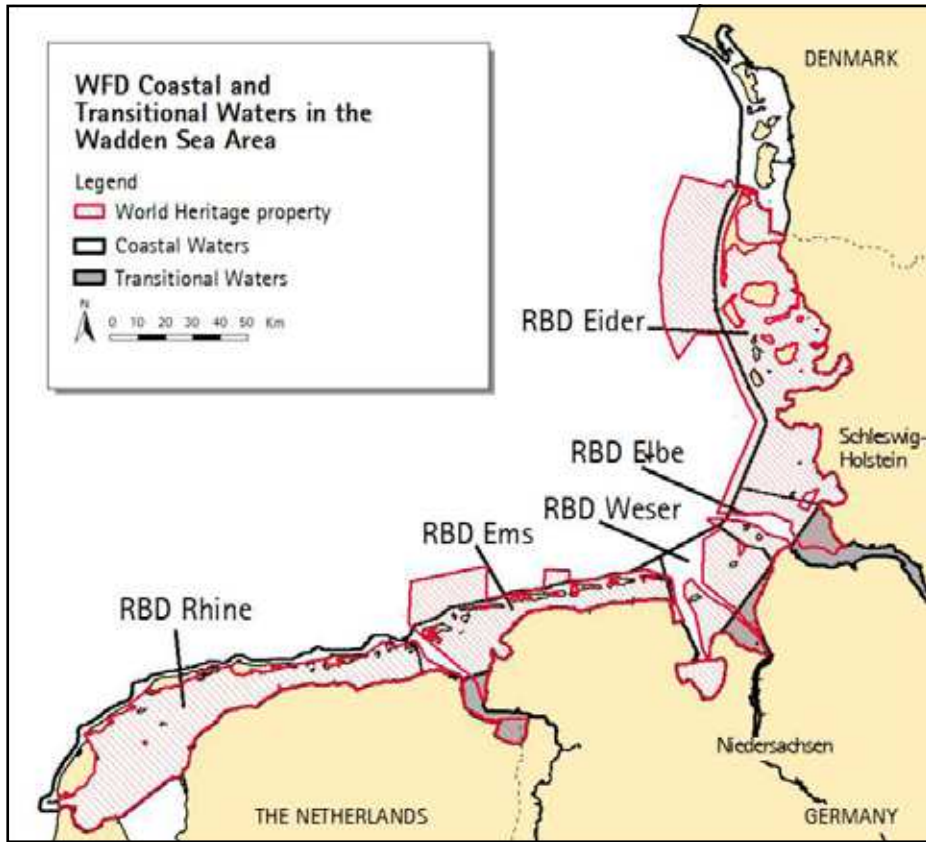 WFD Coastal and
Transitional Waters in the
Wadden Sea Area
Legend
World Heritage property
Coastal Waters
Transitional Waters
N
0 10 20 30 40 50 Km
DENMARK
RBD Eider
Schleswig-
Holstein
RBD Elbe
RBD Weser
RBD Ems
RBD Rhine
Niedersachsen
THE NETHERLANDS
GERMANY